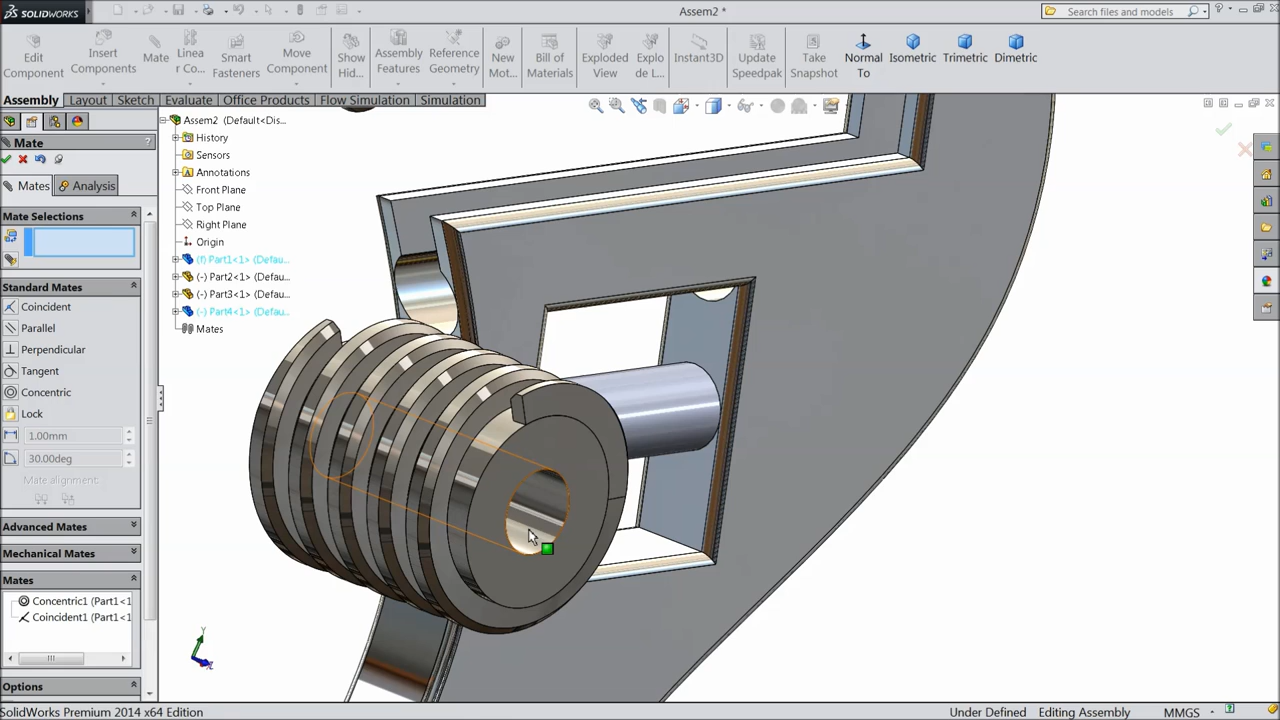 SOLIDWORKS
Assem2 *
Search files and models
Edit
Component
Insert
Components
Mate
Linea
r Co...
Smart
Fasteners
Move
Component
Show
Hid...
Assembly
Features
Reference
Geometry
New
Mot...
Bill of
Materials
Exploded
View
Explo
de L...
Instant3D
Update
Speedpak
Take
Snapshot
Normal
To
Isometric
Trimetric
Dimetric
Assembly
Layout
Sketch
Evaluate
Office Products
Flow Simulation
Simulation
Mate
?
Mates
Analysis
Mate Selections
Standard Mates
Coincident
Parallel
Perpendicular
Tangent
Concentric
Lock
1.00mm
30.00deg
Mate alignment:
Advanced Mates
Mechanical Mates
Mates
Concentric1 (Part1<1
Coincident1 (Part1<1
Options
Assem2 (Default<Dis...
History
Sensors
Annotations
Front Plane
Top Plane
Right Plane
Origin
(f) Part1<1> (Defau...
(-) Part2<1> (Defau...
(-) Part3<1> (Defau...
(-) Part4<1> (Defau...
Mates
Y
SolidWorks Premium 2014 x64 Edition
Under Defined
Editing Assembly
MMGS